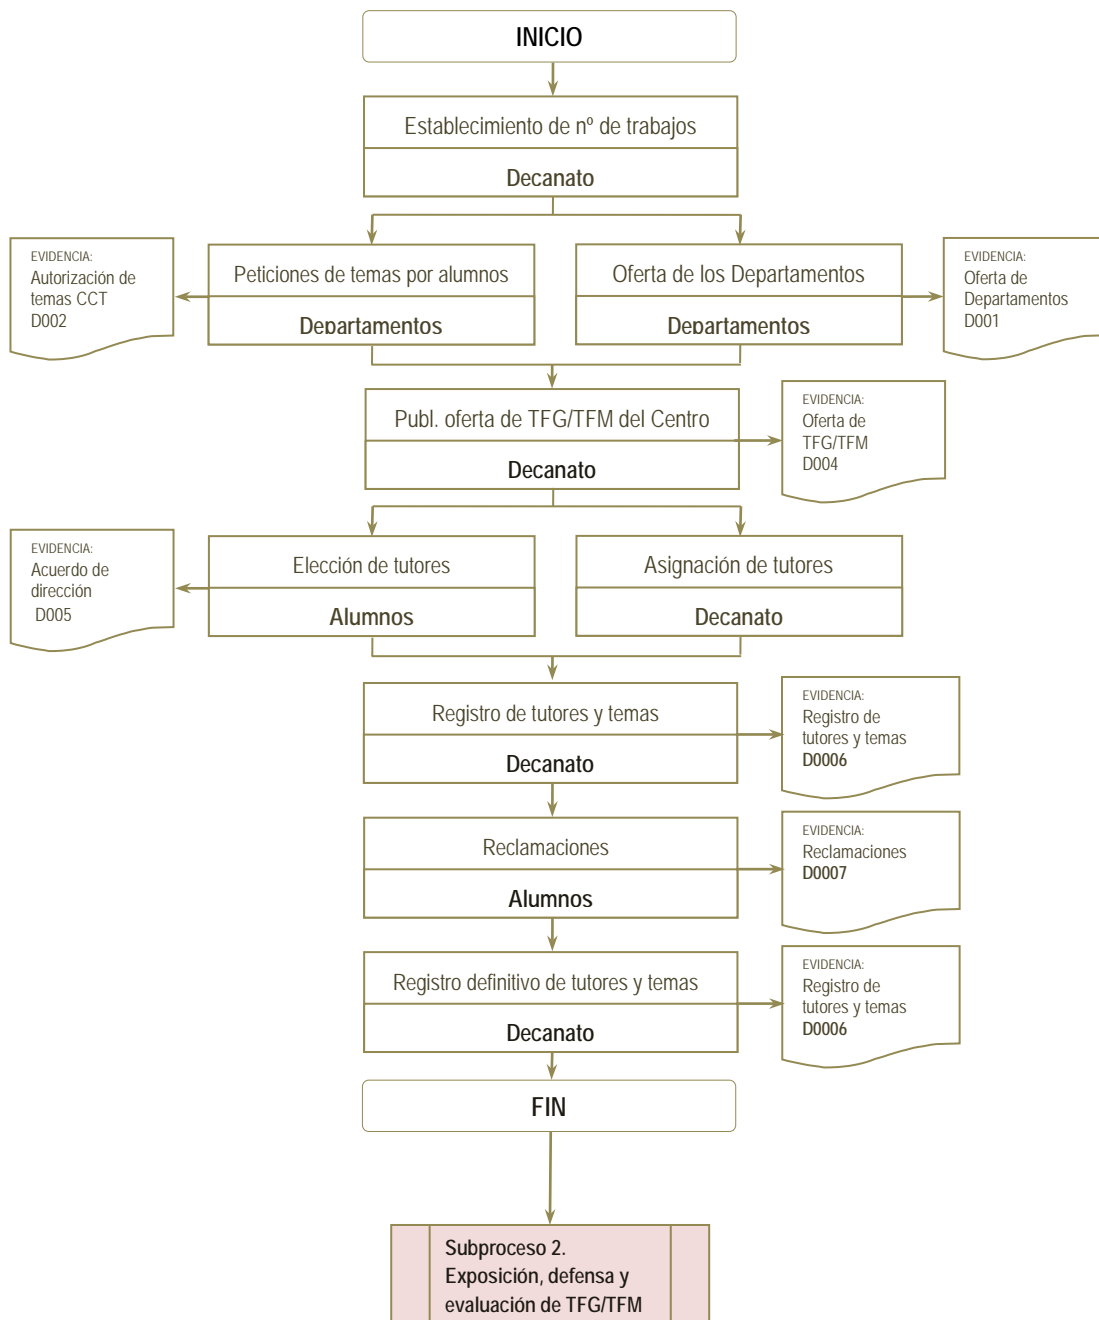 INICIO
Establecimiento de nº de trabajos
Decanato
EVIDENCIA:
Autorización de
temas CCT
D002
Peticiones de temas por alumnos
Departamentos
Oferta de los Departamentos
Departamentos
EVIDENCIA:
Oferta de
Departamentos
D001
Publ. oferta de TFG/TFM del Centro
Decanato
EVIDENCIA:
Oferta de
TFG/TFM
D004
EVIDENCIA:
Acuerdo de
dirección
D005
Elección de tutores
Alumnos
Asignación de tutores
Decanato
Registro de tutores y temas
Decanato
EVIDENCIA:
Registro de
tutores y temas
D0006
Reclamaciones
Alumnos
EVIDENCIA:
Reclamaciones
D0007
Registro definitivo de tutores y temas
Decanato
EVIDENCIA:
Registro de
tutores y temas
D0006
FIN
Subproceso 2.
Exposición, defensa y
evaluación de TFG/TFM